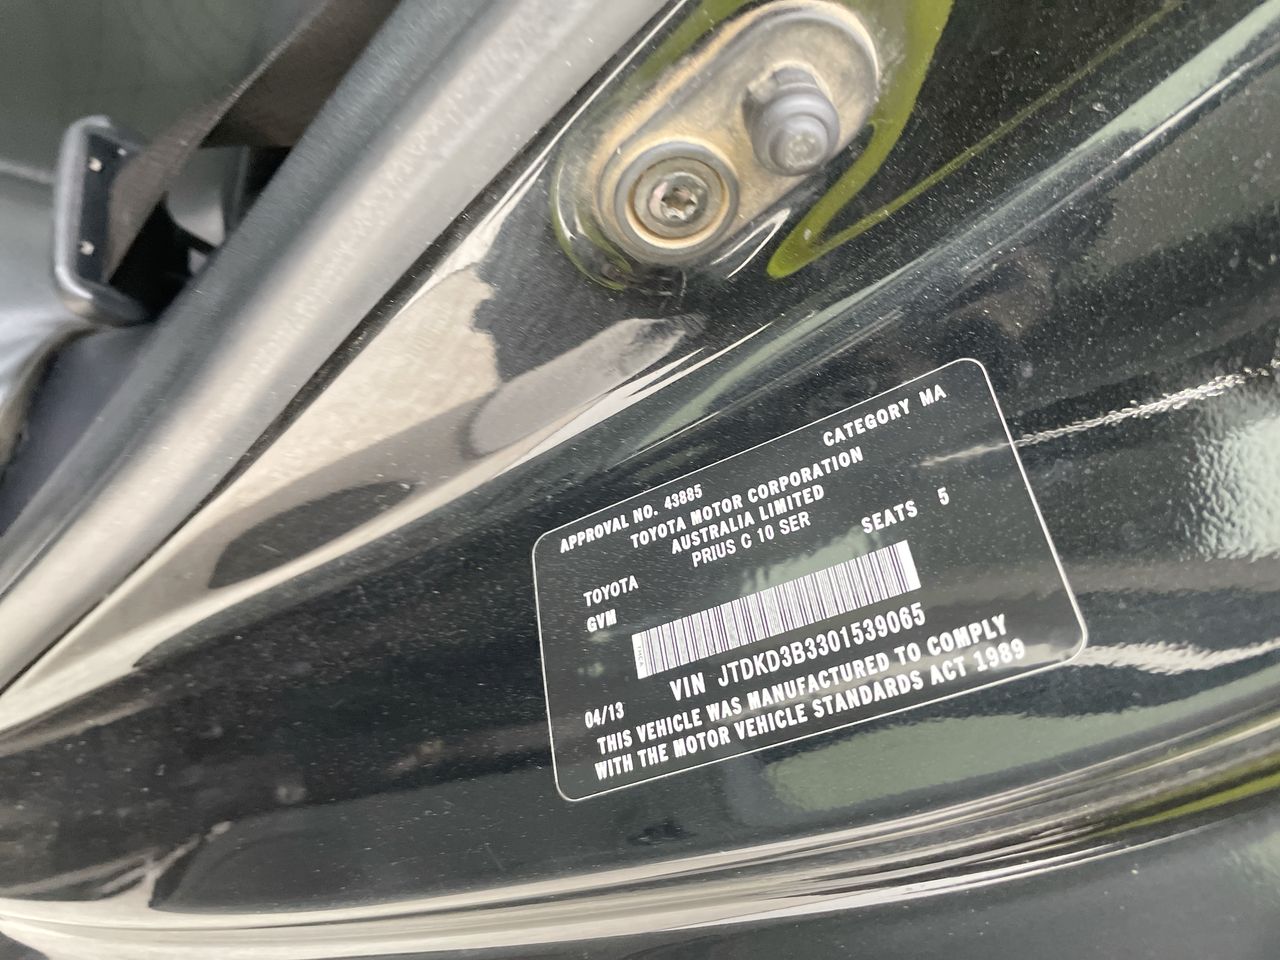 APPROVAL NO. 43885 CATEGORY MA
TOYOTA MOTOR CORPORATION
AUSTRALIA LIMITED
TOYOTA PRIUS C 10 SER
GVM SEATS 5
VIN JTDKD3B3301539065
04/13
THIS VEHICLE WAS MANUFACTURED TO COMPLY
WITH THE MOTOR VEHICLE STANDARDS ACT 1989